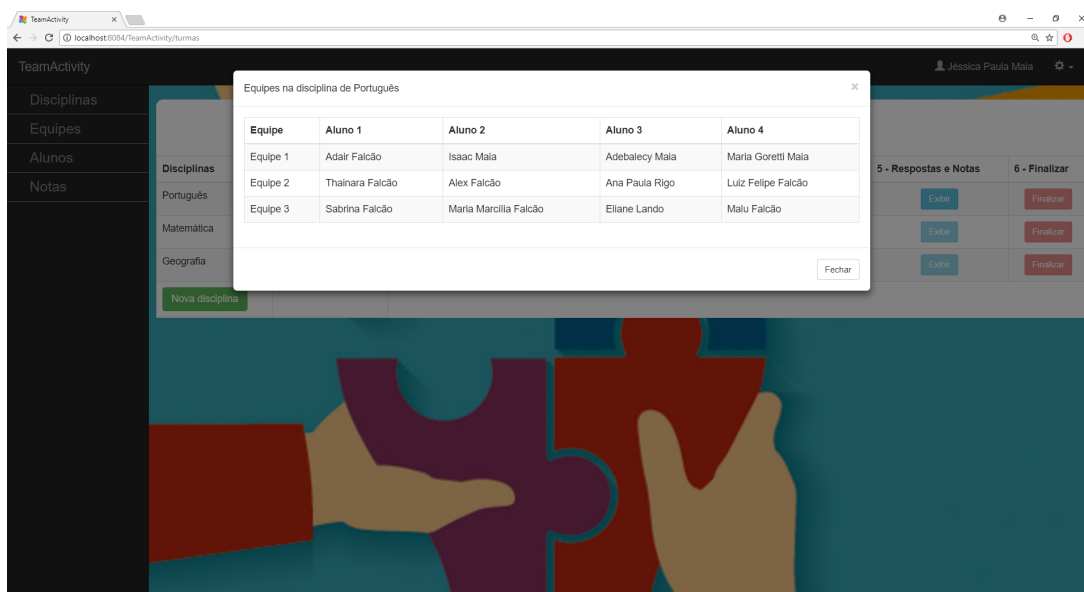 TeamActivity
localhost:8084/TeamActivity/turmas
TeamActivity
Jéssica Paula Maia
Disciplinas
Equipes
Alunos
Notas
Equipes na disciplina de Português ×
Equipe Aluno 1 Aluno 2 Aluno 3 Aluno 4
Equipe 1 Adair Falcão Isaac Maia Adebalecy Maia Maria Goretti Maia
Equipe 2 Thainara Falcão Alex Falcão Ana Paula Rigo Luiz Felipe Falcão
Equipe 3 Sabrina Falcão Maria Marcília Falcão Eliane Lando Malu Falcão
Fechar
Disciplinas 5 - Respostas e Notas 6 - Finalizar
Português Exibir Finalizar
Matemática Exibir Finalizar
Geografia Exibir Finalizar
Nova disciplina